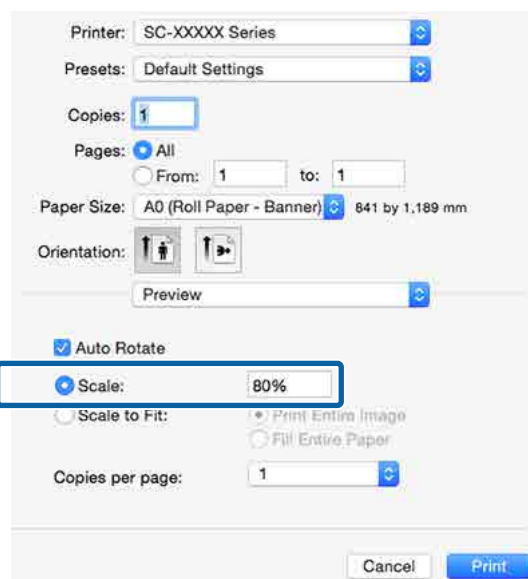 Printer: SC-XXXXX Series
Presets: Default Settings
Copies: 1
Pages: All
From: 1 to: 1
Paper Size: A0 (Roll Paper - Banner) 841 by 1,189 mm
Orientation:
Preview
Auto Rotate
Scale: 80%
Scale to Fit: Print Entire Image
Fill Entire Paper
Copies per page: 1
Cancel Print